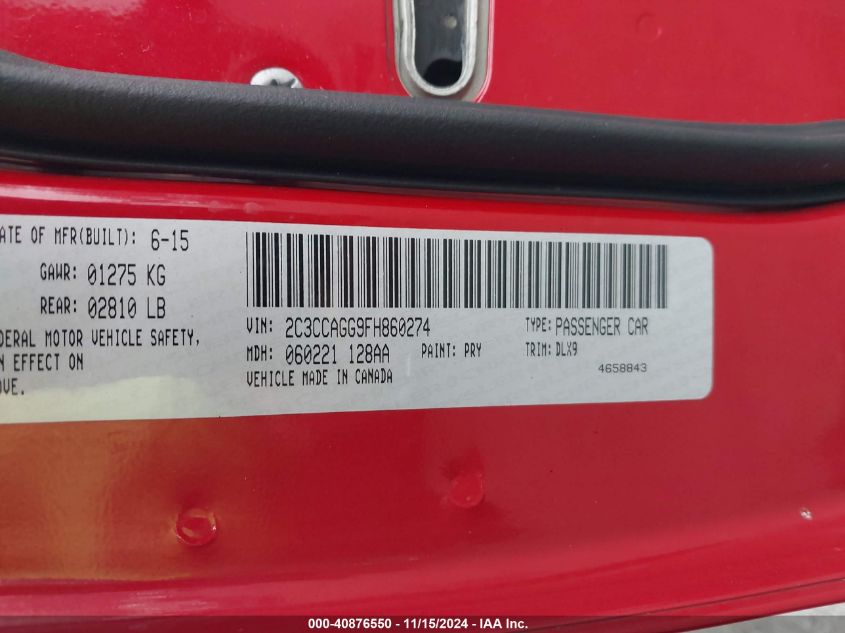 ATE OF MFR(BUILT): 6-15
GAWR: 01275 KG
REAR: 02810 LB
DERAL MOTOR VEHICLE SAFETY,
N EFFECT ON
OVE.
VIN: 2C3CCAGG9FH860274
TYPE: PASSENGER CAR
MDH: 060221 128AA
PAINT: PRY
TRIM: DLX9
VEHICLE MADE IN CANADA
4658843
000-40876550 - 11/15/2024 - IAA Inc.